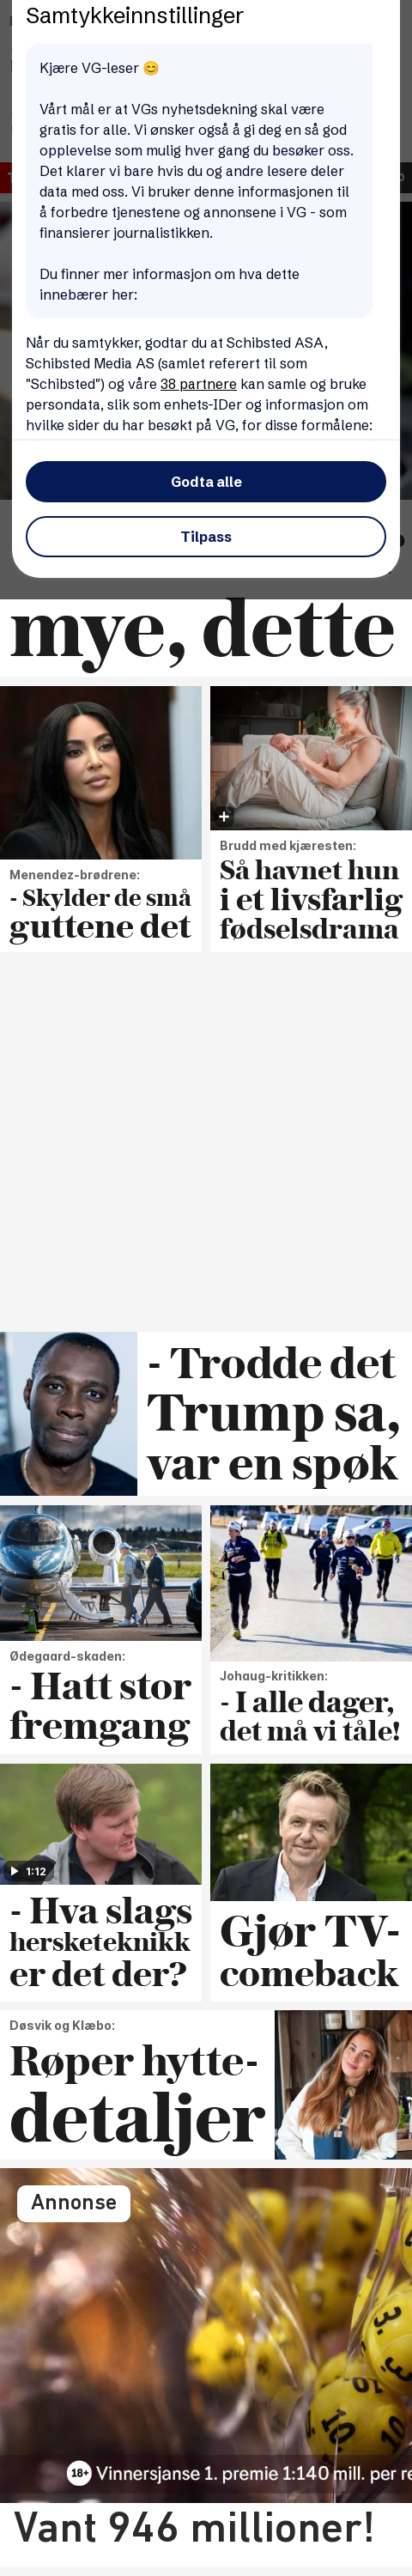 Samtykkeinnstillinger
Kjære VG-leser 😊
Vårt mål er at VGs nyhetsdekning skal være
gratis for alle. Vi ønsker også å gi deg en så god
opplevelse som mulig hver gang du besøker oss.
Det klarer vi bare hvis du og andre lesere deler
data med oss. Vi bruker denne informasjonen til
å forbedre tjenestene og annonsene i VG - som
finansierer journalistikken.
Du finner mer informasjon om hva dette
innebærer her:
Når du samtykker, godtar du at Schibsted ASA,
Schibsted Media AS (samlet referert til som
"Schibsted") og våre 38 partnere kan samle og bruke
persondata, slik som enhets-IDer og informasjon om
hvilke sider du har besøkt på VG, for disse formålene:
Godta alle
Tilpass
mye, dette
Menendez-brødrene:
- Skylder de små
guttene det
Brudd med kjæresten:
Så havnet hun
i et livsfarlig
fødselsdrama
- Trodde det
Trump sa,
var en spøk
Ødegaard-skaden:
- Hatt stor
fremgang
Johaug-kritikken:
- I alle dager,
det må vi tåle!
1:12
- Hva slags
hersketeknikk
er det der?
Gjør TV-
comeback
Døsvik og Klæbo:
Røper hytte-
detaljer
Annonse
3.
10
18+ Vinnersjanse 1. premie 1:140 mill. per re
Vant 946 millioner!